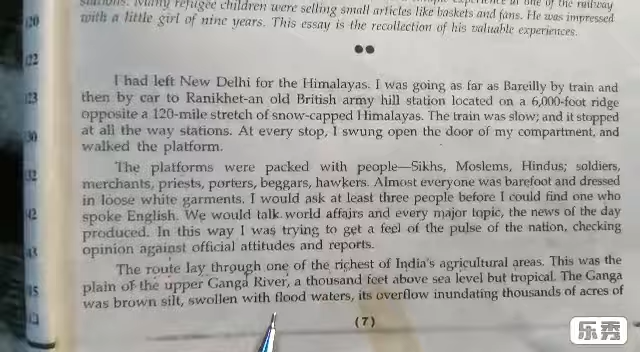 stations. Many refugee children were selling small articles like baskets and fans. He was impressed
with a little girl of nine years. This essay is the recollection of his valuable experiences.
I had left New Delhi for the Himalayas. I was going as far as Bareilly by train and
then by car to Ranikhet-an old British army hill station located on a 6,000-foot ridge
opposite a 120-mile stretch of snow-capped Himalayas. The train was slow; and it stopped
at all the way stations. At every stop, I swung open the door of my compartment, and
walked the platform.
The platforms were packed with people—Sikhs, Moslems, Hindus; soldiers,
merchants, priests, porters, beggars, hawkers. Almost everyone was barefoot and dressed
in loose white garments. I would ask at least three people before I could find one who
spoke English. We would talk world affairs and every major topic, the news of the day
produced. In this way I was trying to get a feel of the pulse of the nation, checking
opinion against official attitudes and reports.
The route lay through one of the richest of India's agricultural areas. This was the
plain of the upper Ganga River, a thousand feet above sea level but tropical. The Ganga
was brown silt, swollen with flood waters, its overflow inundating thousands of acres of
(7)
120
122
123
130
132
乐秀